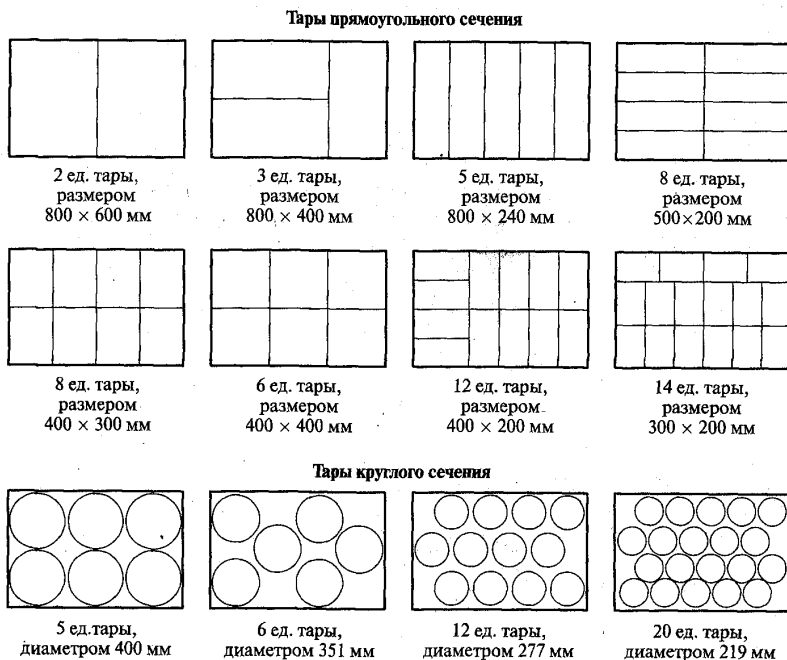 Тары прямоугольного сечения
2 ед. тары,
размером
800 × 600 мм
3 ед. тары,
размером
800 × 400 мм
5 ед. тары,
размером
800 × 240 мм
8 ед. тары,
размером
500×200 мм
8 ед. тары,
размером
400 × 300 мм
6 ед. тары,
размером
400 × 400 мм
12 ед. тары,
размером
400 × 200 мм
14 ед. тары,
размером
300 × 200 мм
Тары круглого сечения
5 ед.тары,
диаметром 400 мм
6 ед. тары,
диаметром 351 мм
12 ед. тары,
диаметром 277 мм
20 ед. тары,
диаметром 219 мм